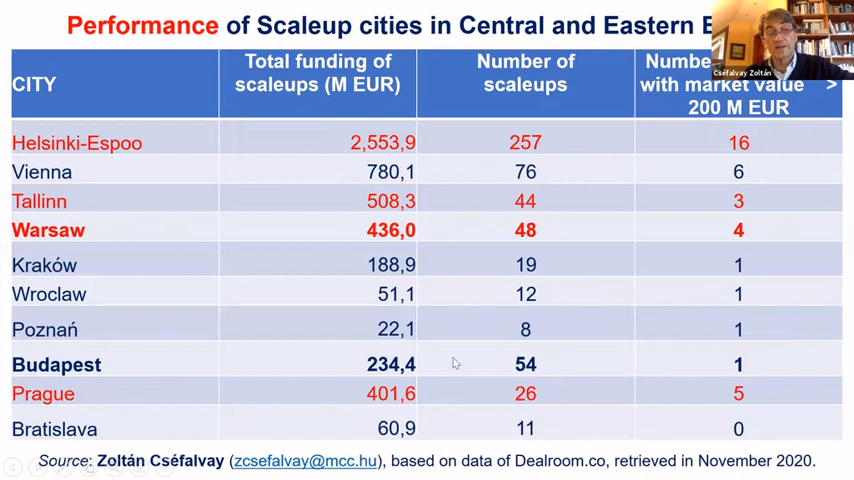 Performance of Scaleup cities in Central and Eastern E
Cséfalvay Zoltán
CITY
Total funding of
scaleups (M EUR)
Number of
scaleups
Numbe
with market value >
200 M EUR
Helsinki-Espoo 2,553,9 257 16
Vienna 780,1 76 6
Tallinn 508,3 44 3
Warsaw 436,0 48 4
Kraków 188,9 19 1
Wroclaw 51,1 12 1
Poznań 22,1 8 1
Budapest 234,4 54 1
Prague 401,6 26 5
Bratislava 60,9 11 0
Source: Zoltán Cséfalvay (zcsefalvay@mcc.hu), based on data of Dealroom.co, retrieved in November 2020.